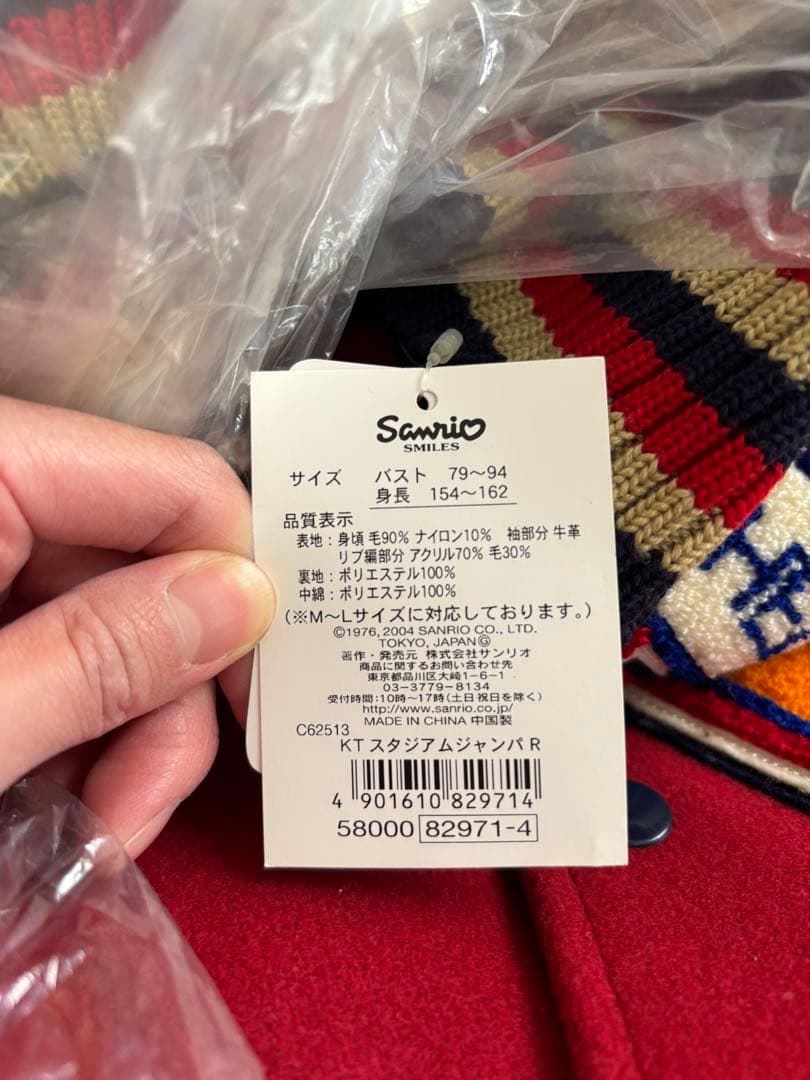 Sanrio
SMILES
サイズ バスト 79～94
身長 154～162
品質表示
表地：身頃 毛90% ナイロン10% 袖部分 牛革
リブ編部分 アクリル70% 毛30%
裏地：ポリエステル100%
中綿：ポリエステル100%
（※M～Lサイズに対応しております。）
©1976, 2004 SANRIO CO., LTD.
TOKYO, JAPAN Ⓖ
著作・発売元 株式会社サンリオ
商品に関するお問い合わせ先
東京都品川区大崎1-6-1
03-3779-8134
受付時間：10時～17時（土日祝日を除く）
http://www.sanrio.co.jp/
MADE IN CHINA 中国製
C62513
KT スタジアムジャンパ R
4 901610 829714
58000 82971-4